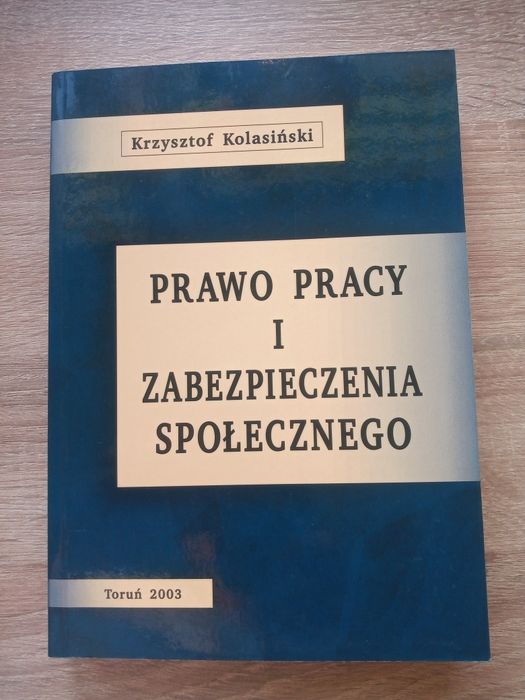 Krzysztof Kolasiński
PRAWO PRACY
I
ZABEZPIECZENIA
SPOŁECZNEGO
Toruń 2003